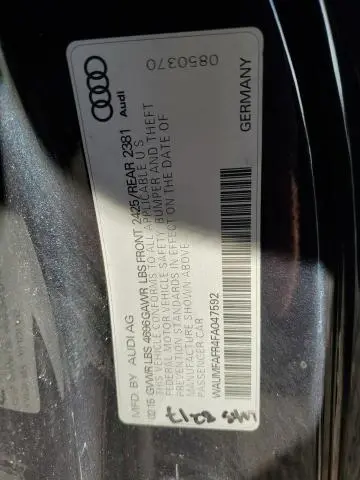 MFD BY AUDI AG
02-15 GVWR LBS 4696 GAWR LBS FRONT 2425/REAR 2381
THIS VEHICLE CONFORMS TO ALL APPLICABLE U.S.
FEDERAL MOTOR VEHICLE SAFETY, BUMPER AND THEFT
PREVENTION STANDARDS IN EFFECT ON THE DATE OF
MANUFACTURE SHOWN ABOVE
PASSENGER CAR
WAUMFAFR4FA047592
Audi
0850370
GERMANY